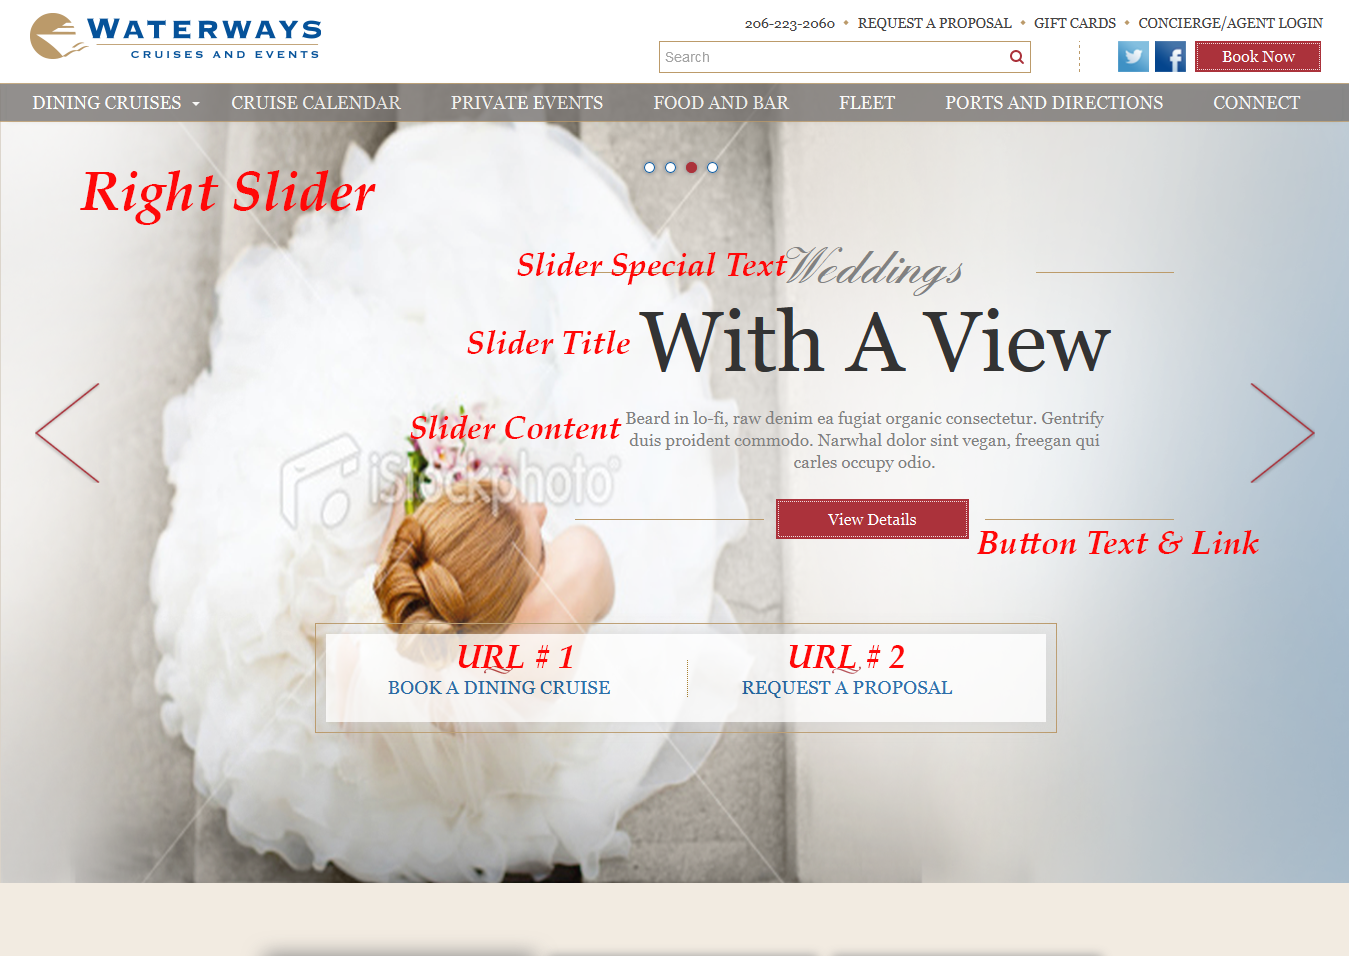 WATERWAYS
CRUISES AND EVENTS
206-223-2060 • REQUEST A PROPOSAL • GIFT CARDS • CONCIERGE/AGENT LOGIN
Search
Book Now
DINING CRUISES CRUISE CALENDAR PRIVATE EVENTS FOOD AND BAR FLEET PORTS AND DIRECTIONS CONNECT
Right Slider
Slider Special Text Weddings
Slider Title With A View
Slider Content Beard in lo-fi, raw denim ea fugiat organic consectetur. Gentrify
duis proident commodo. Narwhal dolor sint vegan, freegan qui
carles occupy odio.
iStockphoto
View Details
Button Text & Link
URL # 1 URL # 2
BOOK A DINING CRUISE REQUEST A PROPOSAL